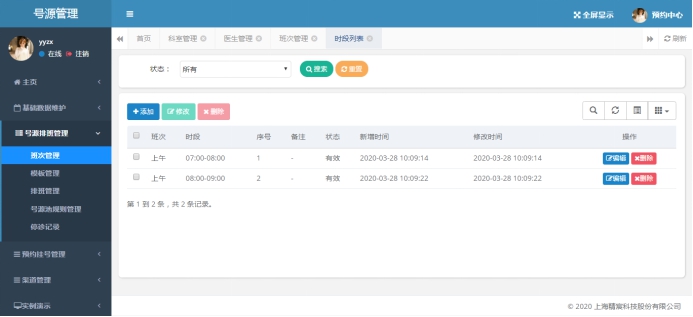 号源管理
全屏显示 预约中心
yyzx
在线 注销
首页 科室管理 医生管理 班次管理 时段列表 刷新
状态： 所有 搜索 重置
主页
基础数据维护
号源排班管理
班次管理
模板管理
排班管理
号源池规则管理
停诊记录
预约挂号管理
渠道管理
实例演示
添加 修改 删除
班次 时段 序号 备注 状态 新增时间 修改时间 操作
上午 07:00-08:00 1 - 有效 2020-03-28 10:09:14 2020-03-28 10:09:14 编辑 删除
上午 08:00-09:00 2 - 有效 2020-03-28 10:09:22 2020-03-28 10:09:22 编辑 删除
第 1 到 2 条，共 2 条记录。
© 2020 上海精宸科技股份有限公司